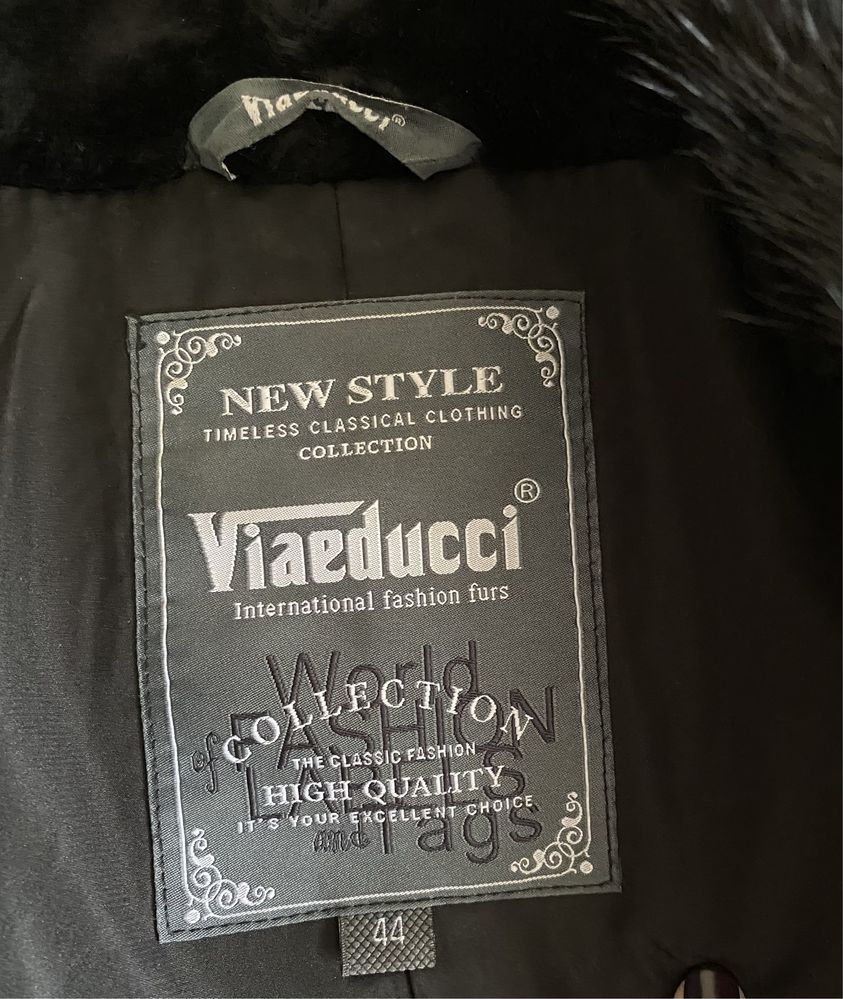 Viaeducci®
NEW STYLE
TIMELESS CLASSICAL CLOTHING
COLLECTION
Viaeducci®
International fashion furs
World
of FASHION
LABELS
and Tags
COLLECTION
THE CLASSIC FASHION
HIGH QUALITY
IT'S YOUR EXCELLENT CHOICE
44